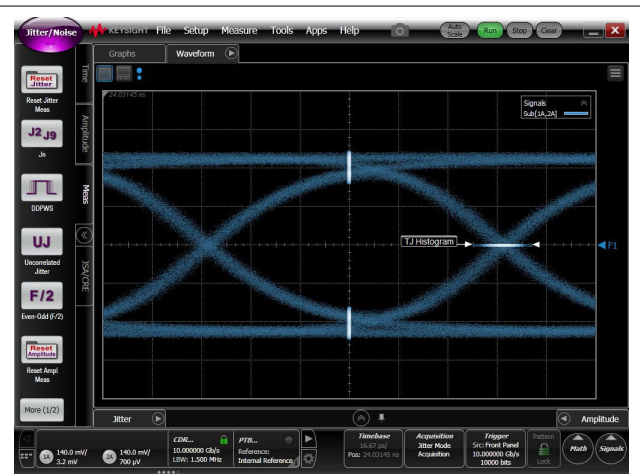 Jitter/Noise
KEYSIGHT File Setup Measure Tools Apps Help
Auto Scale
Run
Stop
Clear
Graphs
Waveform
Time
Amplitude
Meas
JSA/CRE
Reset Jitter
Reset Jitter
Meas
J2 J9
Jn
DDPWS
UJ
Uncorrelated
Jitter
F/2
Even-Odd (F/2)
Reset Amplitude
Reset Ampl
Meas
More (1/2)
24.03145 ns
Signals
Sub[1A,2A]
TJ Histogram
F1
Jitter
Amplitude
1A 140.0 mV/
3.2 mV
2A 140.0 mV/
700 µV
CDR...
10.000000 Gb/s
LBW: 1.500 MHz
PTB...
Reference:
Internal Reference
Timebase
16.67 ps/
Pos: 24.03145 ns
Acquisition
Jitter Mode
Acquisition
Trigger
Src: Front Panel
10.000000 Gb/s
10000 bits
Pattern
Lock
Math
Signals